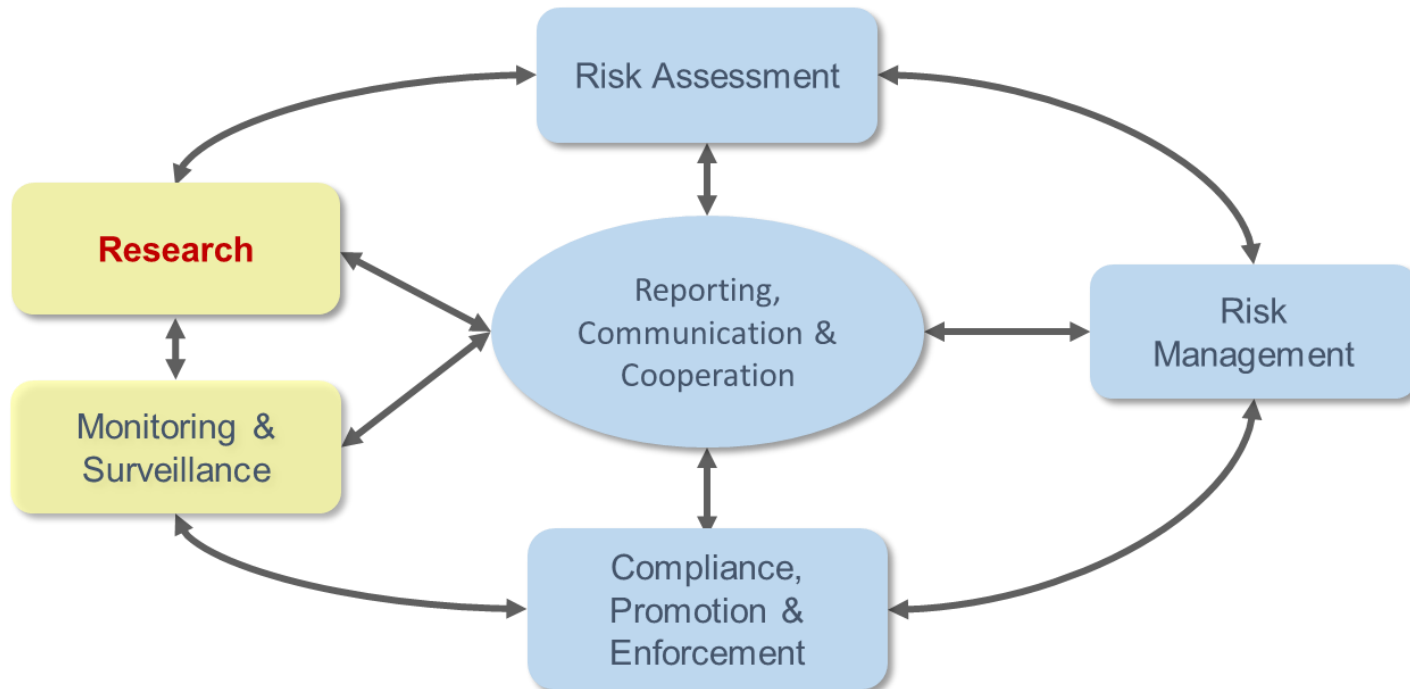 Risk Assessment
Research
Reporting,
Communication &
Cooperation
Risk
Management
Monitoring &
Surveillance
Compliance,
Promotion &
Enforcement